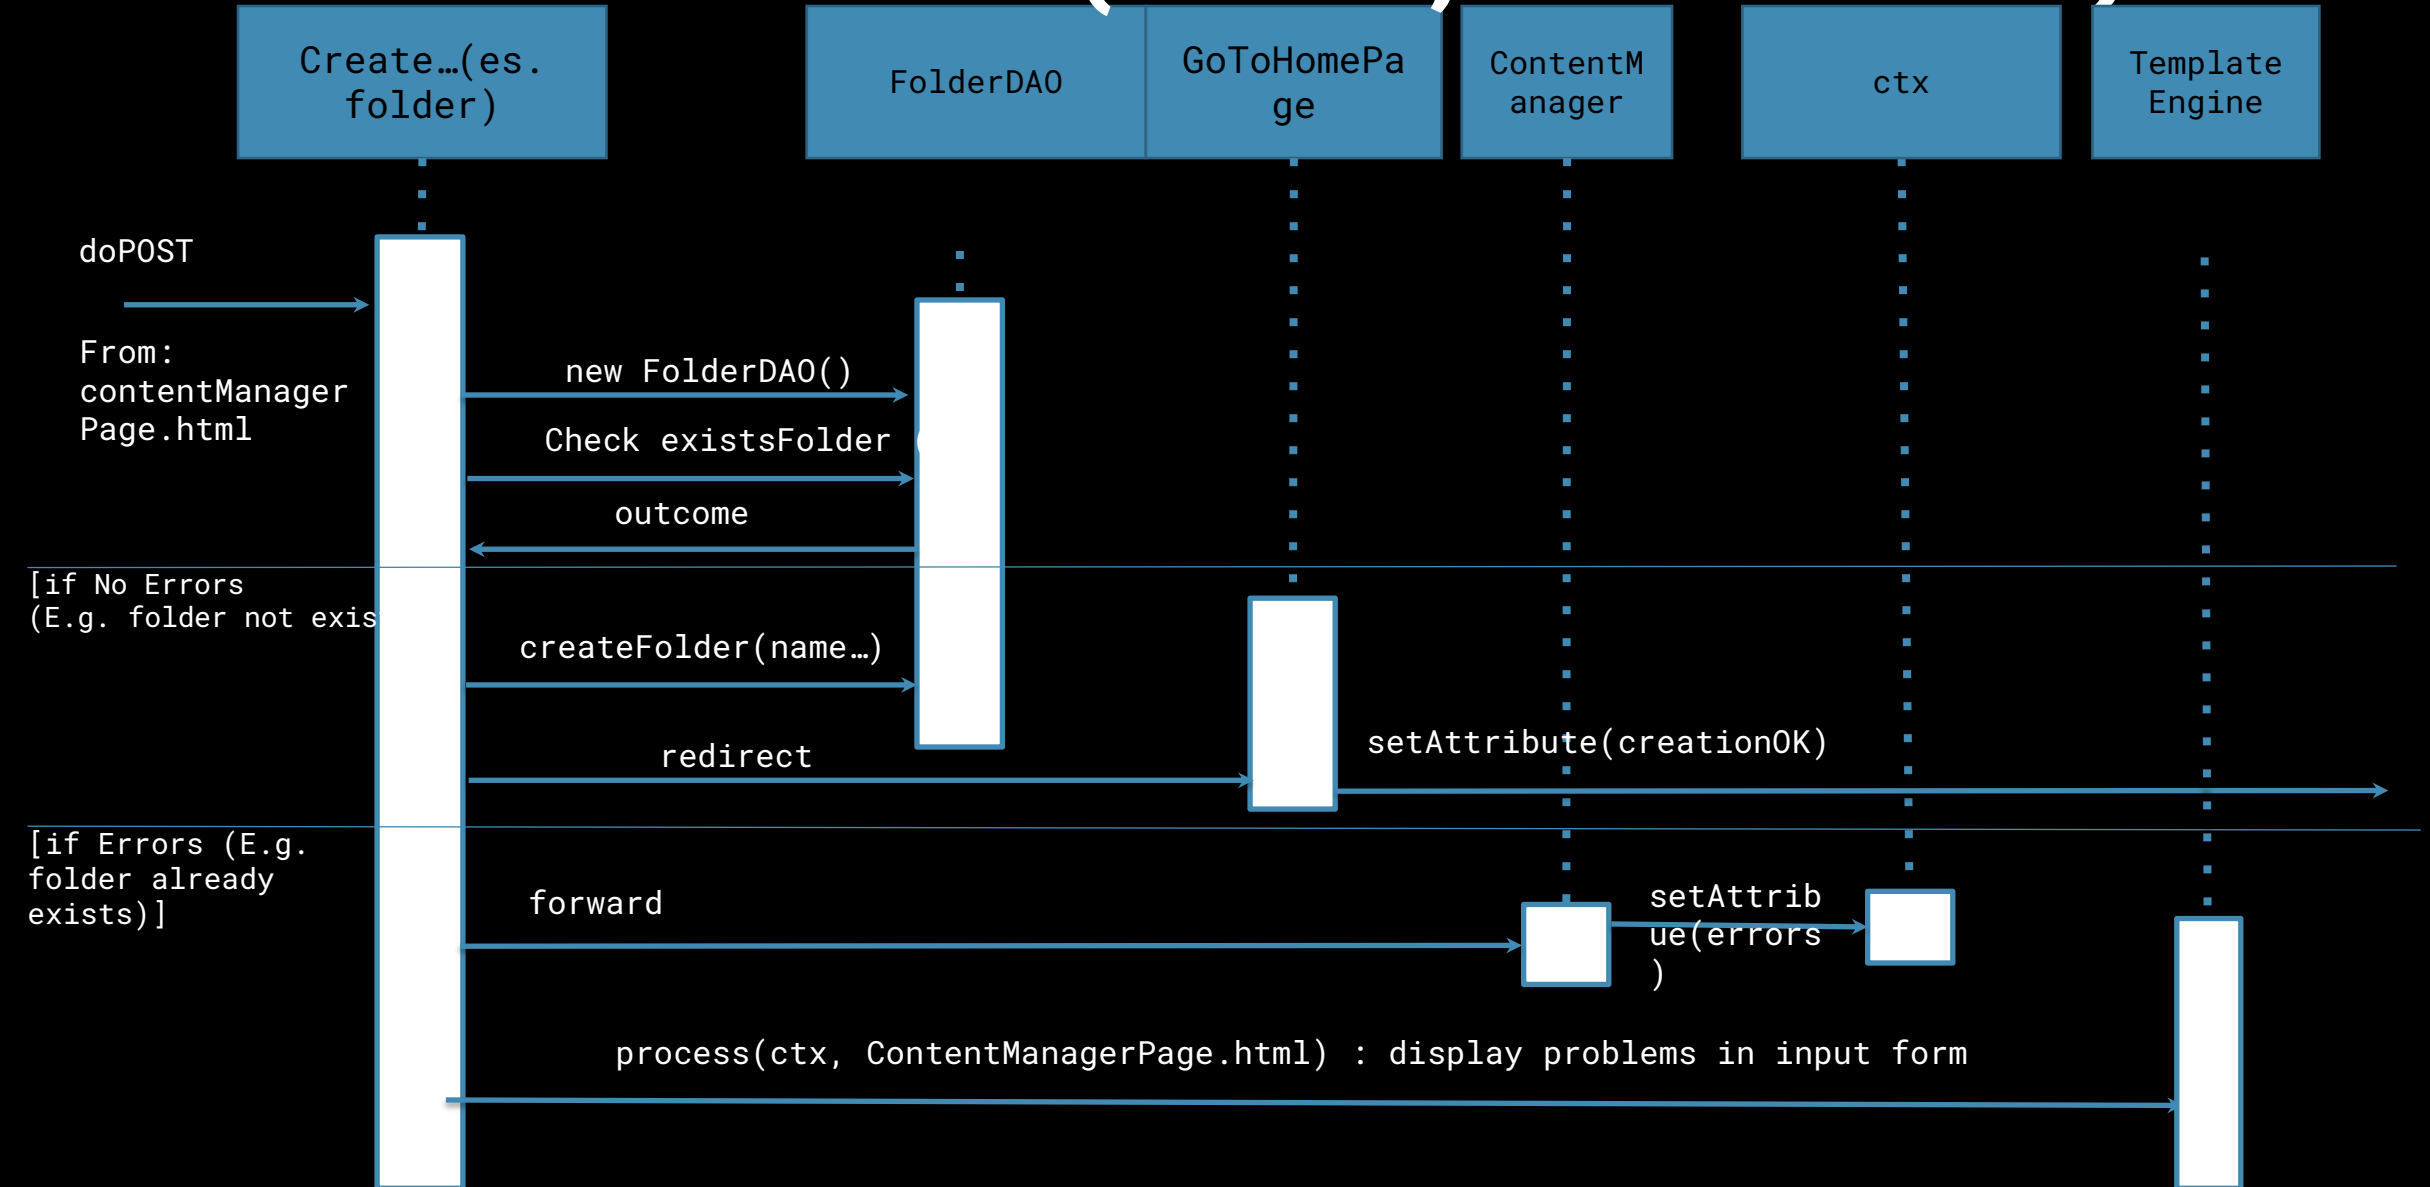 Create…(es.
folder)
FolderDAO
GoToHomePa
ge
ContentM
anager
ctx
Template
Engine
doPOST
From:
contentManager
Page.html
new FolderDAO()
Check existsFolder (
outcome
[if No Errors
(E.g. folder not exis
createFolder(name…)
redirect
setAttribute(creationOK)
[if Errors (E.g.
folder already
exists)]
forward
setAttrib
ue(errors
)
process(ctx, ContentManagerPage.html) : display problems in input form